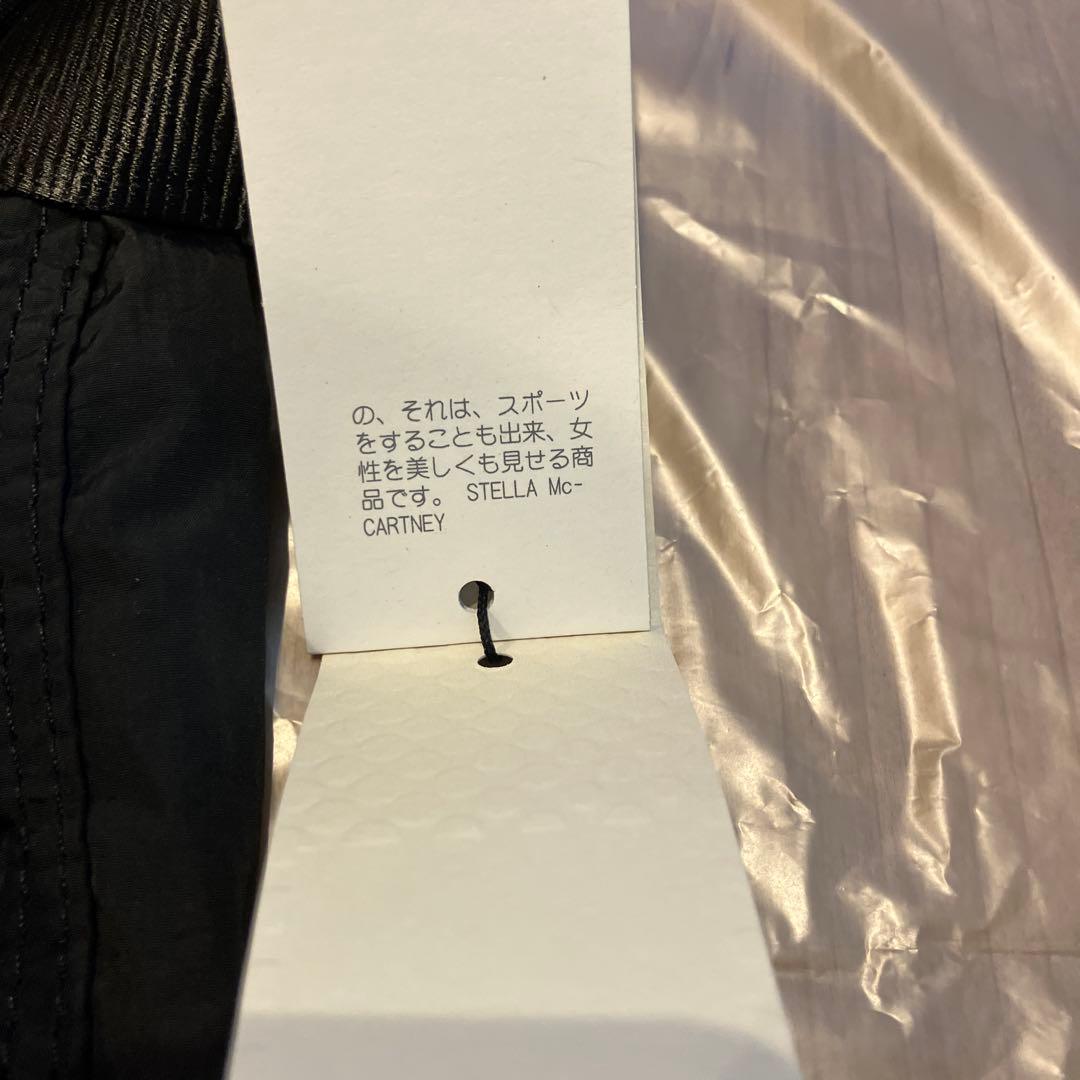 の、それは、スポーツ
をすることも出来、女
性を美しくも見せる商
品です。 STELLA Mc-
CARTNEY